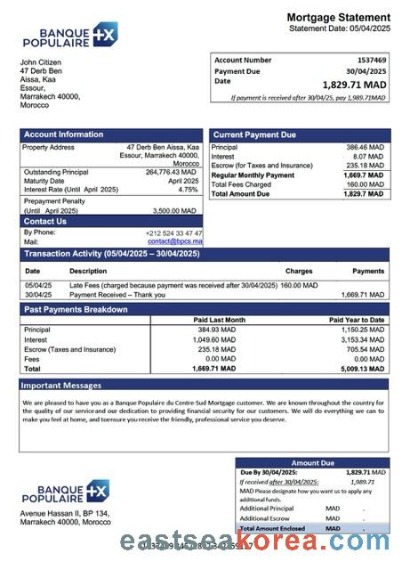 Mortgage Statement
Statement Date: 05/04/2025
BANQUE
POPULAIRE
John Citizen
47 Derb Ben
Aissa, Kaa
Essour,
Marrakech 40000,
Morocco
Account Number 1537469
Payment Due 30/04/2025
Date
1,829.71 MAD
If payment is received after 30/04/25, pay 1,989.71MAD
Account Information
Property Address 47 Derb Ben Aissa, Kaa
Essour, Marrakech 40000,
Morocco
Outstanding Principal 264,776.43 MAD
Maturity Date April 2025
Interest Rate (Until April 2025) 4.75%
Prepayment Penalty
(Until April 2025) 3,500.00 MAD
Contact Us
By Phone: +212 524 33 47 47
Mail: contact@bpcs.ma
Current Payment Due
Principal 386.46 MAD
Interest 8.07 MAD
Escrow (for Taxes and Insurance) 235.18 MAD
Regular Monthly Payment 1,669.7 MAD
Total Fees Charged 160.00 MAD
Total Amount Due 1,829.7 MAD
Transaction Activity (05/04/2025 – 30/04/2025)
Date Description Charges Payments
05/04/25 Late Fees (charged because payment was received after 30/04/2025) 160.00 MAD
30/04/25 Payment Received – Thank you 1,669.71 MAD
Past Payments Breakdown
Paid Last Month Paid Year to Date
Principal 384.93 MAD 1,150.25 MAD
Interest 1,049.60 MAD 3,153.34 MAD
Escrow (Taxes and Insurance) 235.18 MAD 705.54 MAD
Fees 0.00 MAD 0.00 MAD
Total 1,669.71 MAD 5,009.13 MAD
Important Messages
We are pleased to have you as a Banque Populaire du Centre Sud Mortgage customer. We are known throughout the country for
the quality of our service and our dedication to providing financial security for our customers. We will do everything we can to
make you feel at home, and to ensure you receive the friendly, professional service you deserve.
BANQUE
POPULAIRE
Avenue Hassan II, BP 134,
Marrakech 40000, Morocco
Amount Due
Due By 30/04/2025: 1,829.71 MAD
If received after 30/04/2025: 1,989.71
MAD Please designate how you want us to apply any
additional funds.
Additional Principal MAD .
Additional Escrow MAD .
Total Amount Enclosed MAD .
eastseakorea.com